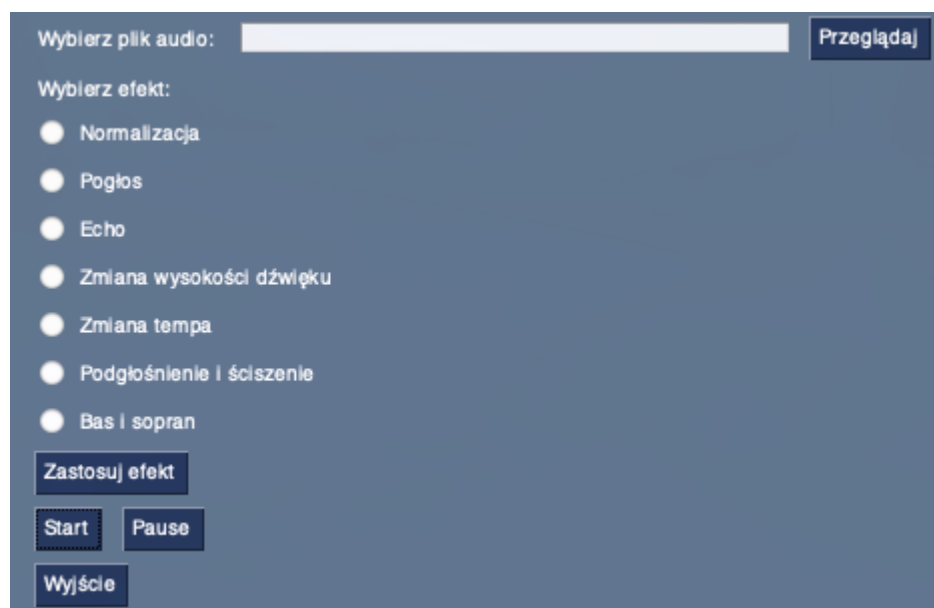 Wybierz plik audio: Przeglądaj
Wybierz efekt:
Normalizacja
Pogłos
Echo
Zmiana wysokości dźwięku
Zmiana tempa
Podgłośnienie i ściszenie
Bas i sopran
Zastosuj efekt
Start Pause
Wyjście